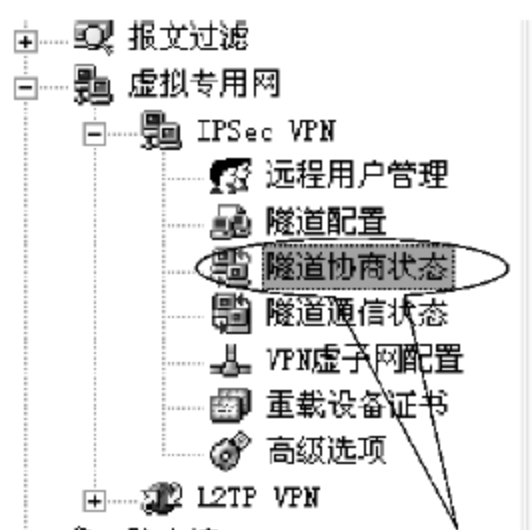 报文过滤
虚拟专用网
IPSec VPN
远程用户管理
隧道配置
隧道协商状态
隧道通信状态
VPN虚子网配置
重载设备证书
高级选项
L2TP VPN